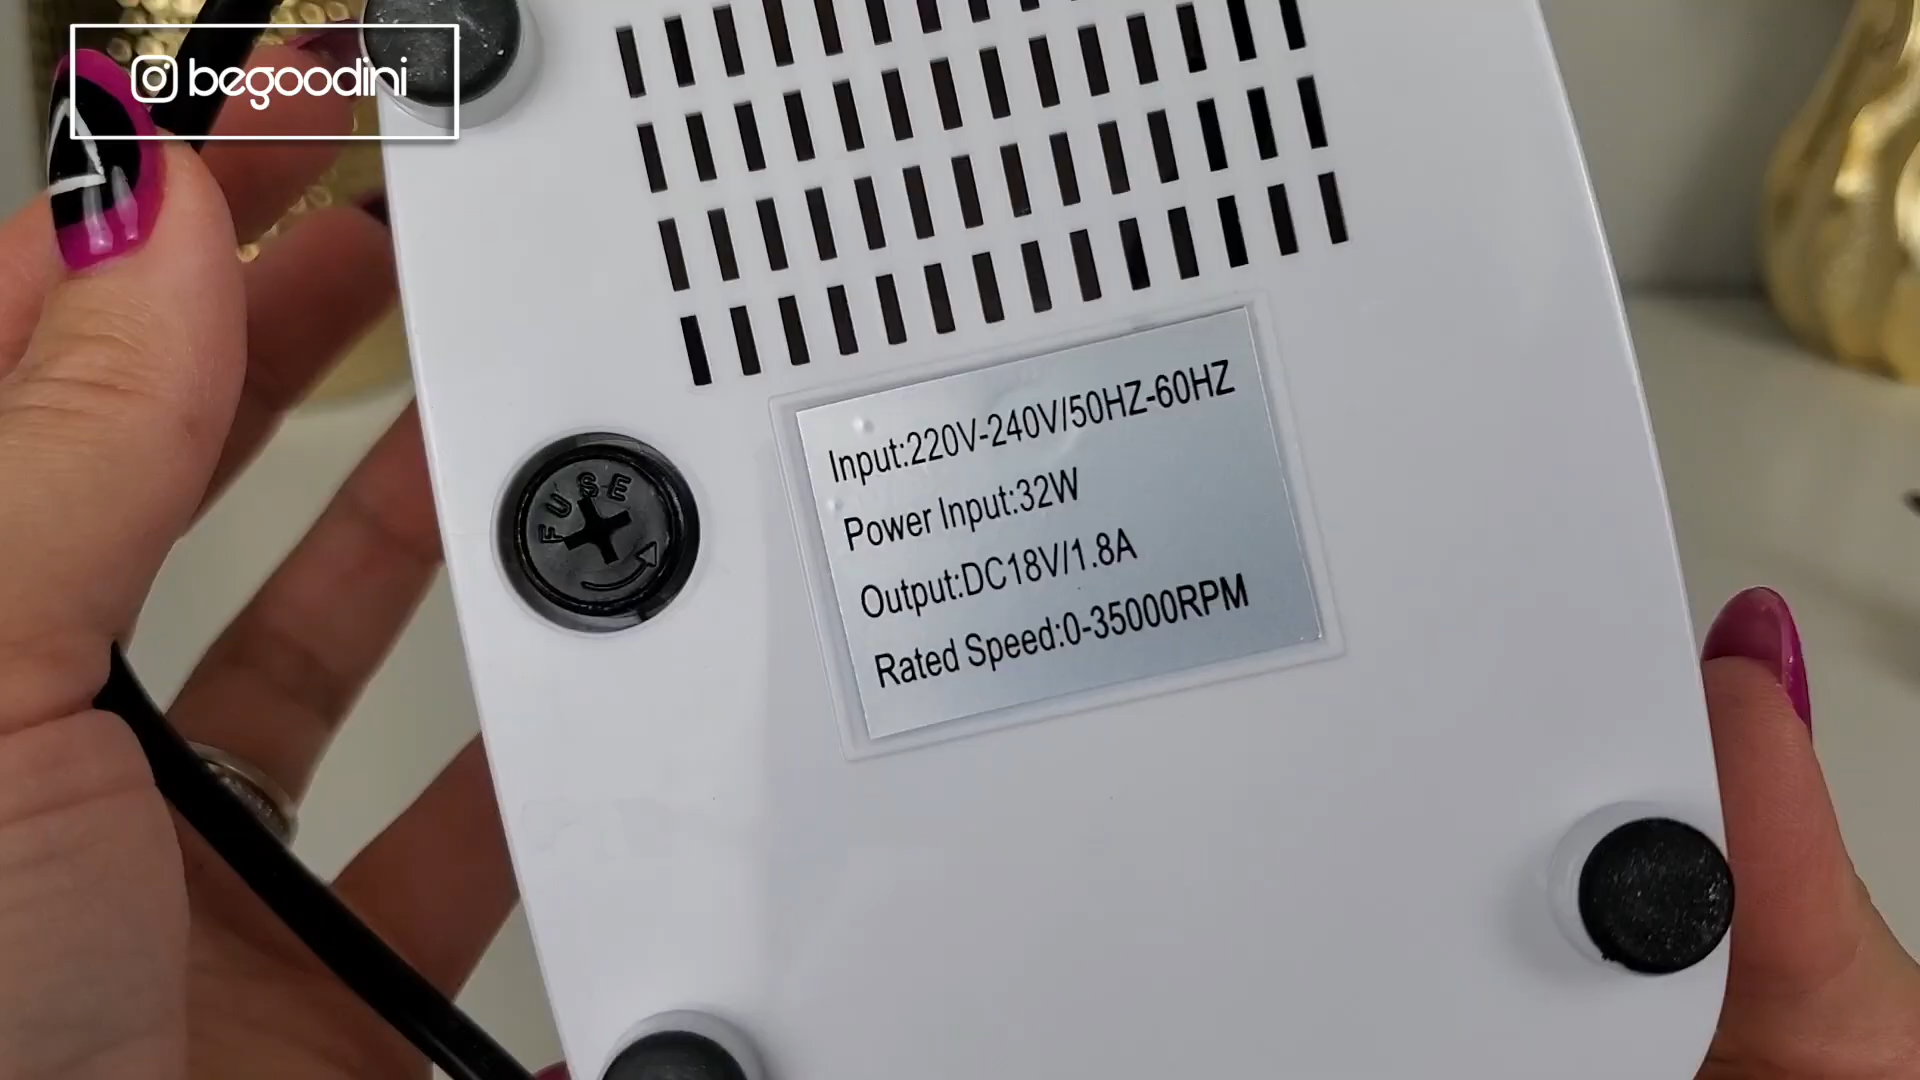 begoodini
FUSE
Input:220V-240V/50HZ-60HZ
Power Input:32W
Output:DC18V/1.8A
Rated Speed:0-35000RPM